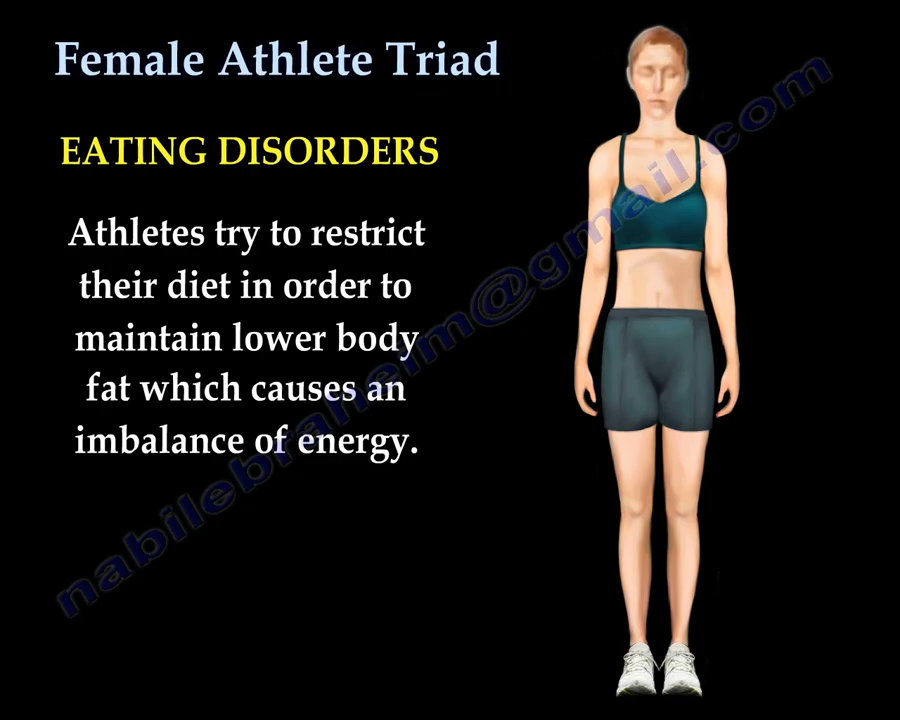 Female Athlete Triad
EATING DISORDERS
Athletes try to restrict
their diet in order to
maintain lower body
fat which causes an
imbalance of energy.
nabilebraheim@gmail.com